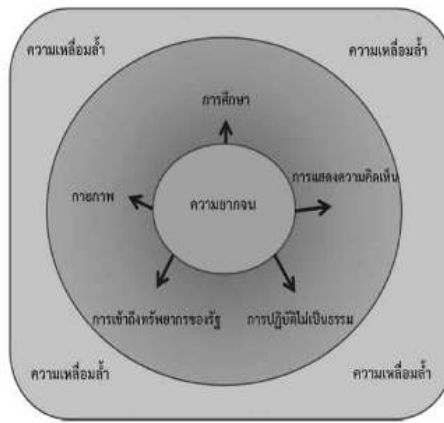 ความเหลื่อมล้ำ
ความเหลื่อมล้ำ
การศึกษา
การแสดงความคิดเห็น
กายภาพ
ความยากจน
การเข้าถึงทรัพยากรของรัฐ
การปฏิบัติไม่เป็นธรรม
ความเหลื่อมล้ำ
ความเหลื่อมล้ำ